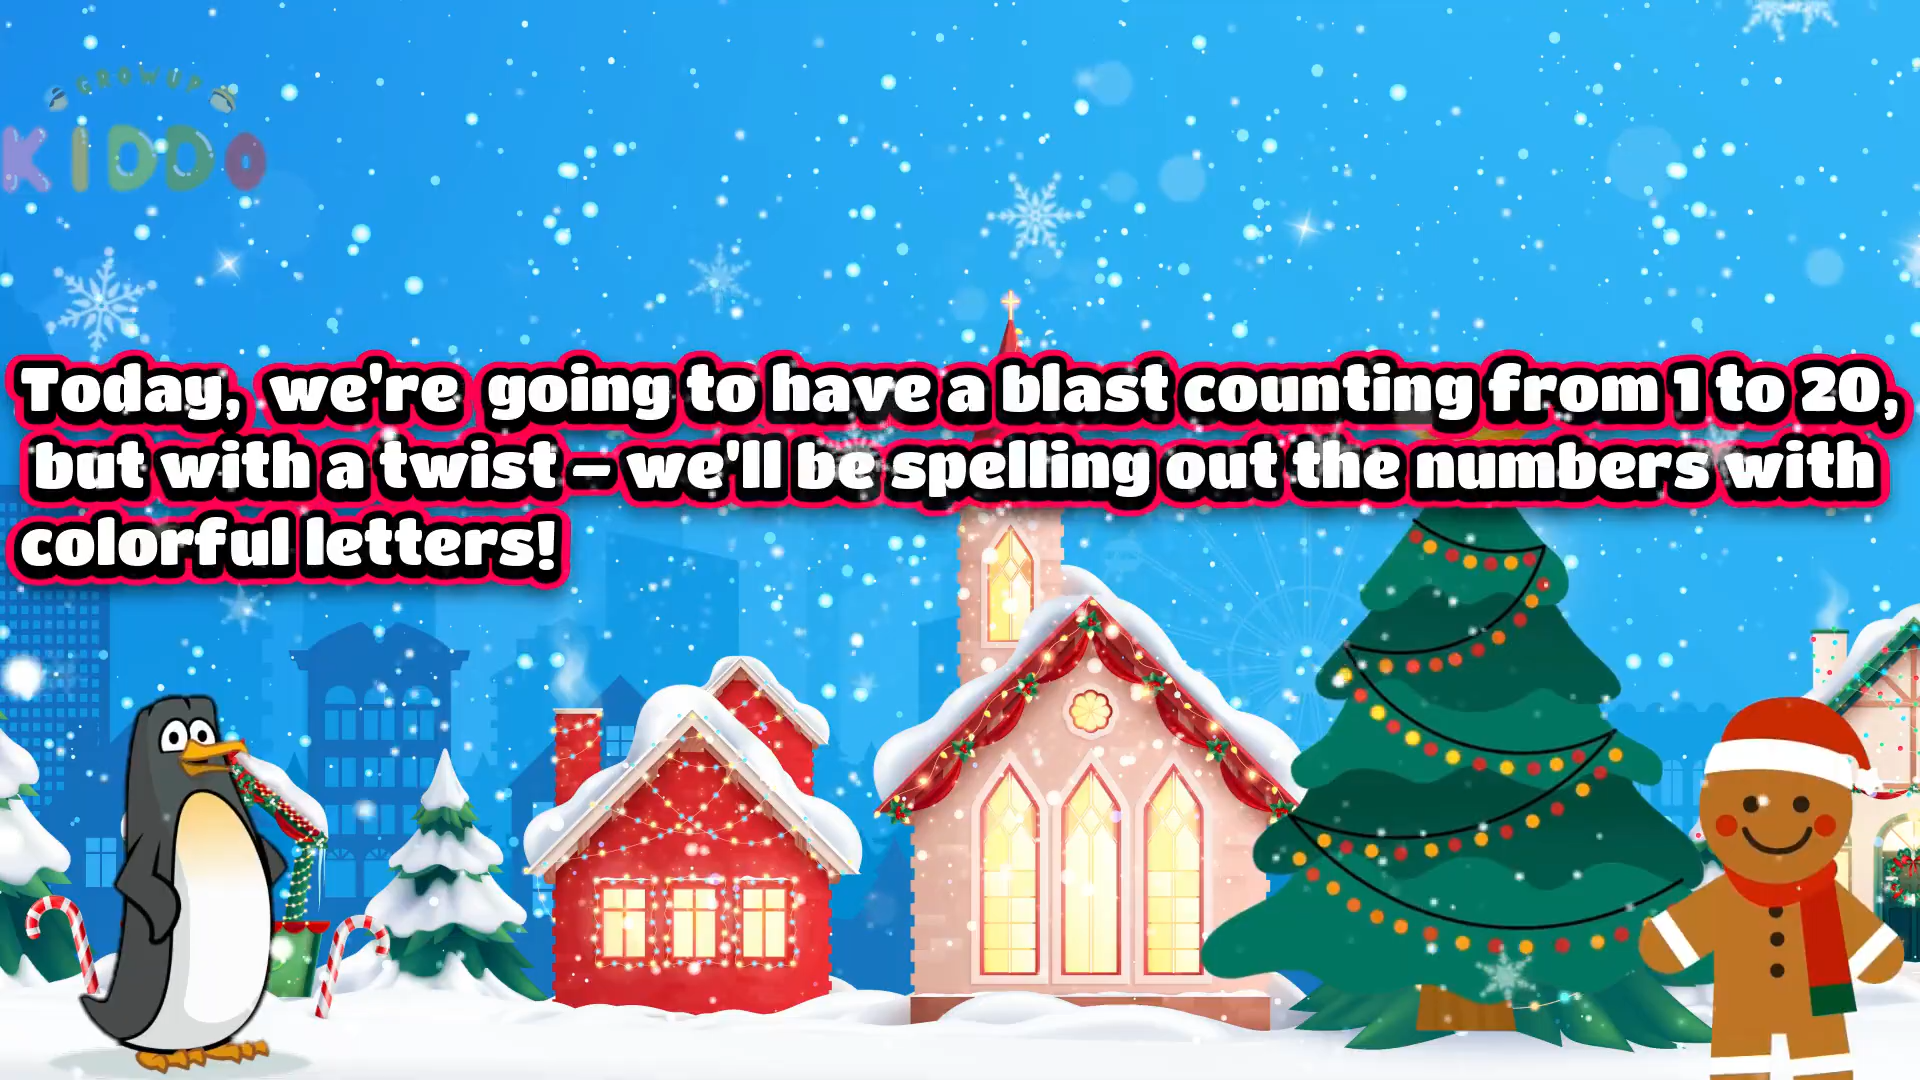 GROWUP
KIDDO
Today, we're going to have a blast counting from 1 to 20,
but with a twist – we'll be spelling out the numbers with
colorful letters!